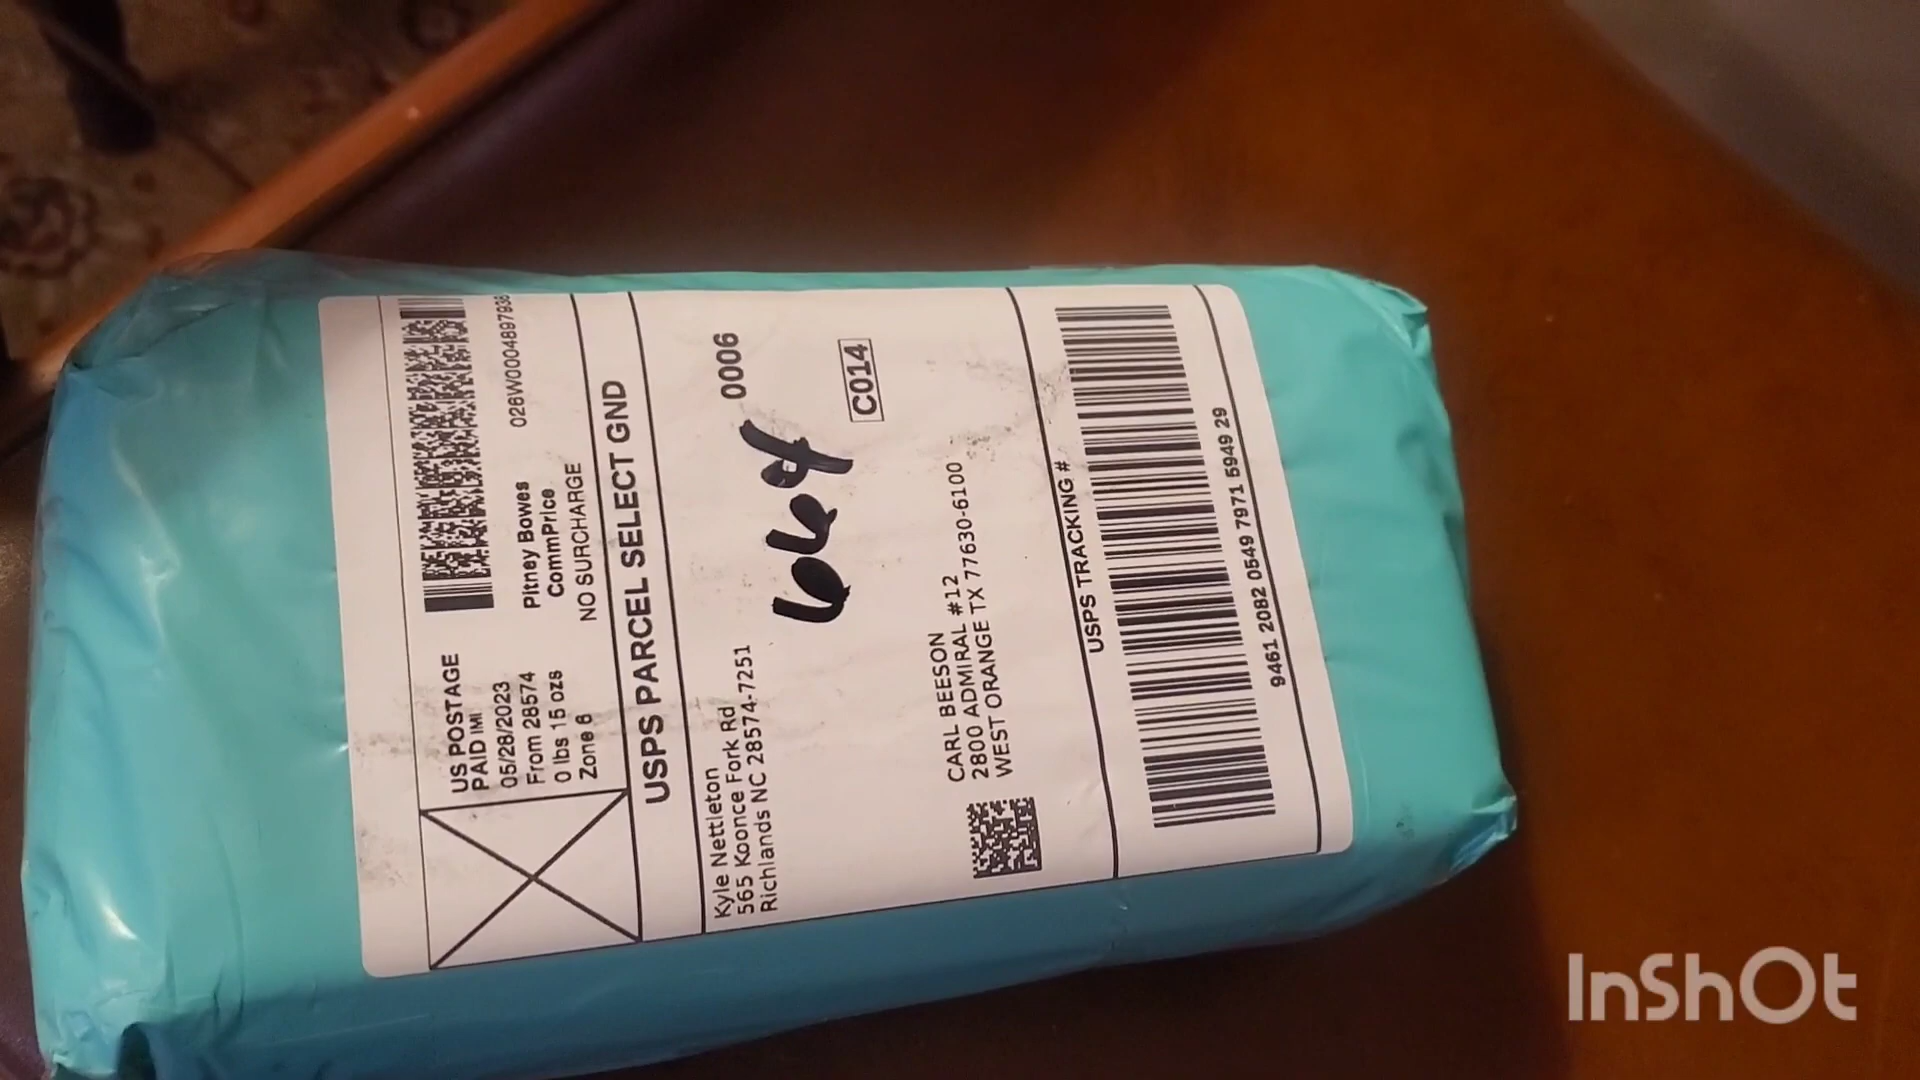 US POSTAGE
PAID IMI
05/28/2023
From 28574
0 lbs 15 ozs
Zone 6
026W0004897938
Pitney Bowes
CommPrice
NO SURCHARGE
USPS PARCEL SELECT GND
Kyle Nettleton
565 Koonce Fork Rd
Richlands NC 28574-7251
0006
C014
CARL BEESON
2800 ADMIRAL #12
WEST ORANGE TX 77630-6100
USPS TRACKING #
9461 2082 0549 7971 5949 29
InShOt